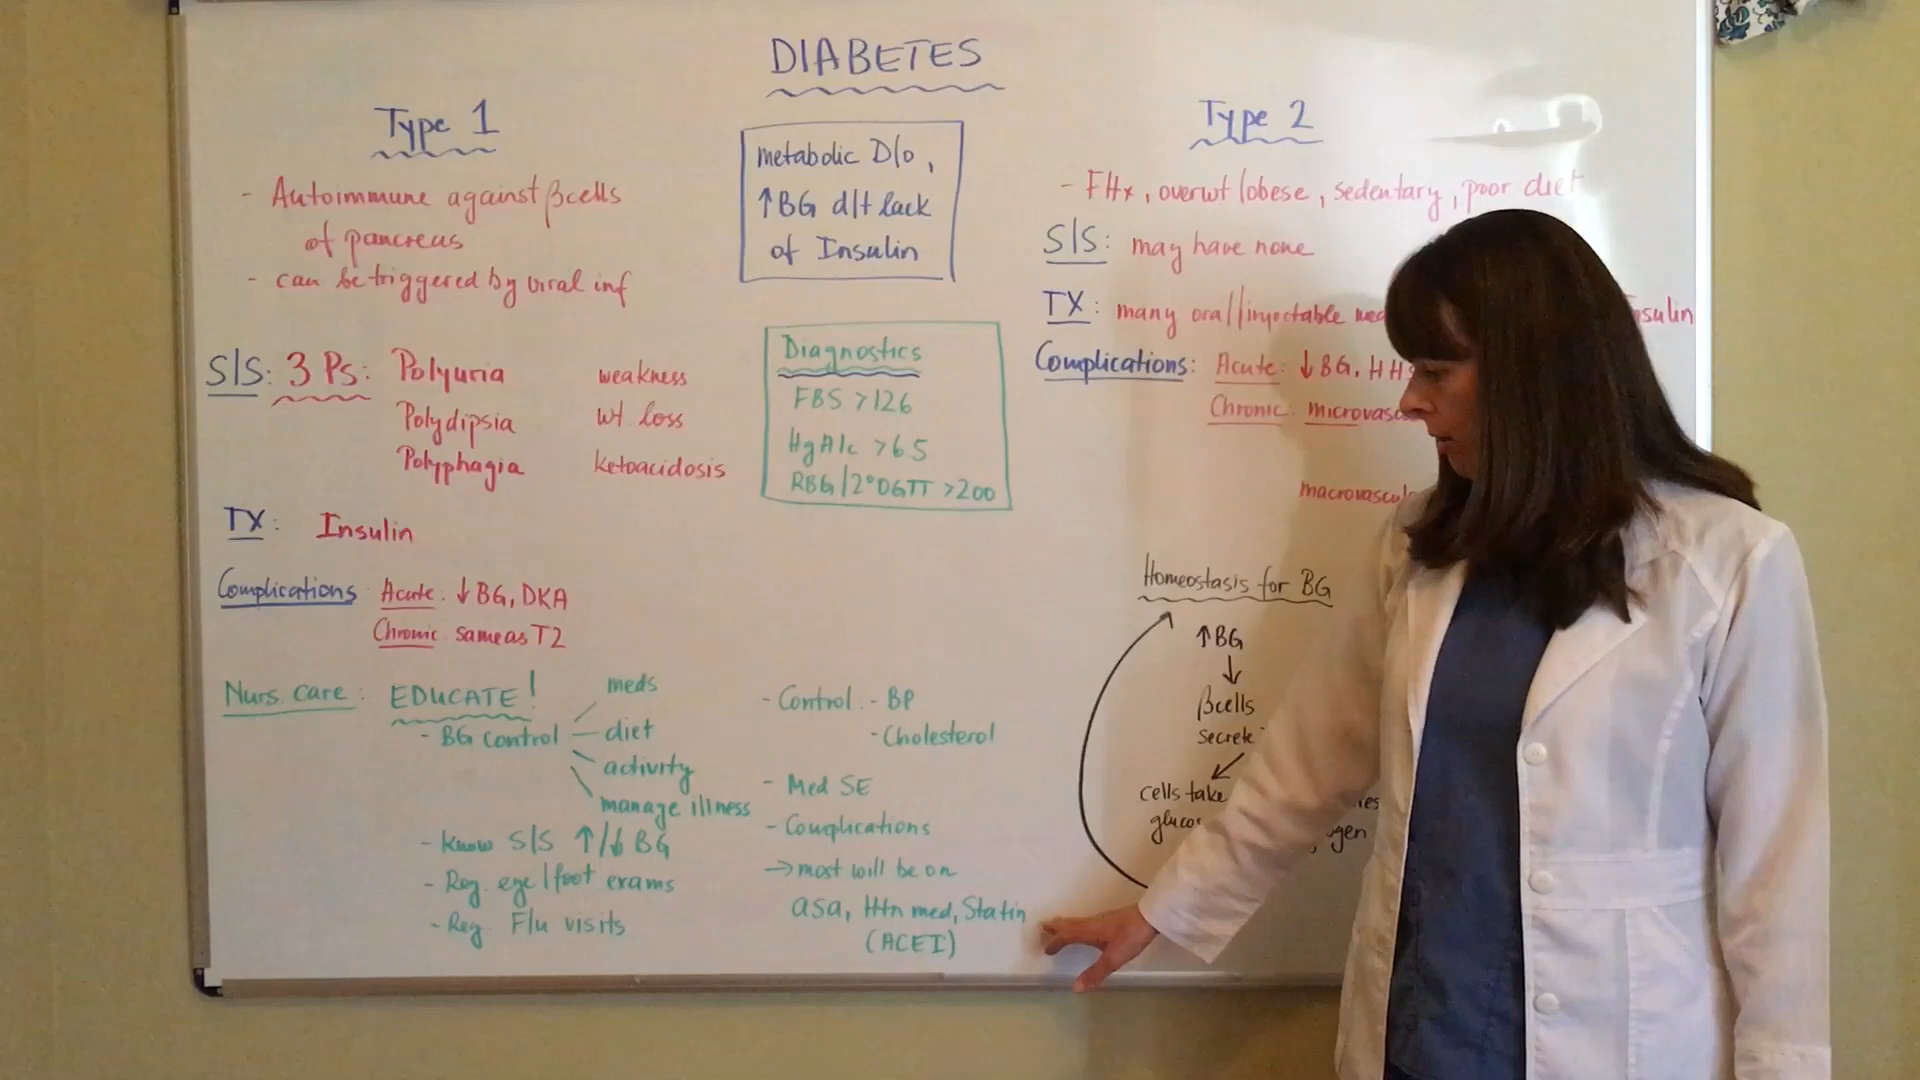 DIABETES
Type 1
- Autoimmune against βcells
of pancreas
- can be triggered by viral inf
S/S: 3 Ps: Polyuria weakness
Polydipsia wt loss
Polyphagia ketoacidosis
TX: Insulin
Complications Acute: ↓ BG, DKA
Chronic same as T2
metabolic D/o,
↑BG d/t lack
of Insulin
Diagnostics
FBS >126
HgA1c >6.5
RBG/2°OGTT >200
Type 2
- FHx, overwt/obese, sedentary, poor diet
S/S: may have none
TX: many oral/injectable
Complications: Acute: ↓ BG,
Chronic:
Homeostasis for BG
↑BG
↓
βcells
secrete
cells take
Nurs. care: EDUCATE!
- BG control
meds
diet
activity
manage illness
- Know S/S ↑/↓ BG
- Reg. eye/foot exams
- Reg. Flu visits
- Control - BP
- Cholesterol
- Med SE
- Complications
→ most will be on
asa, Htn med, Statin
(ACEI)